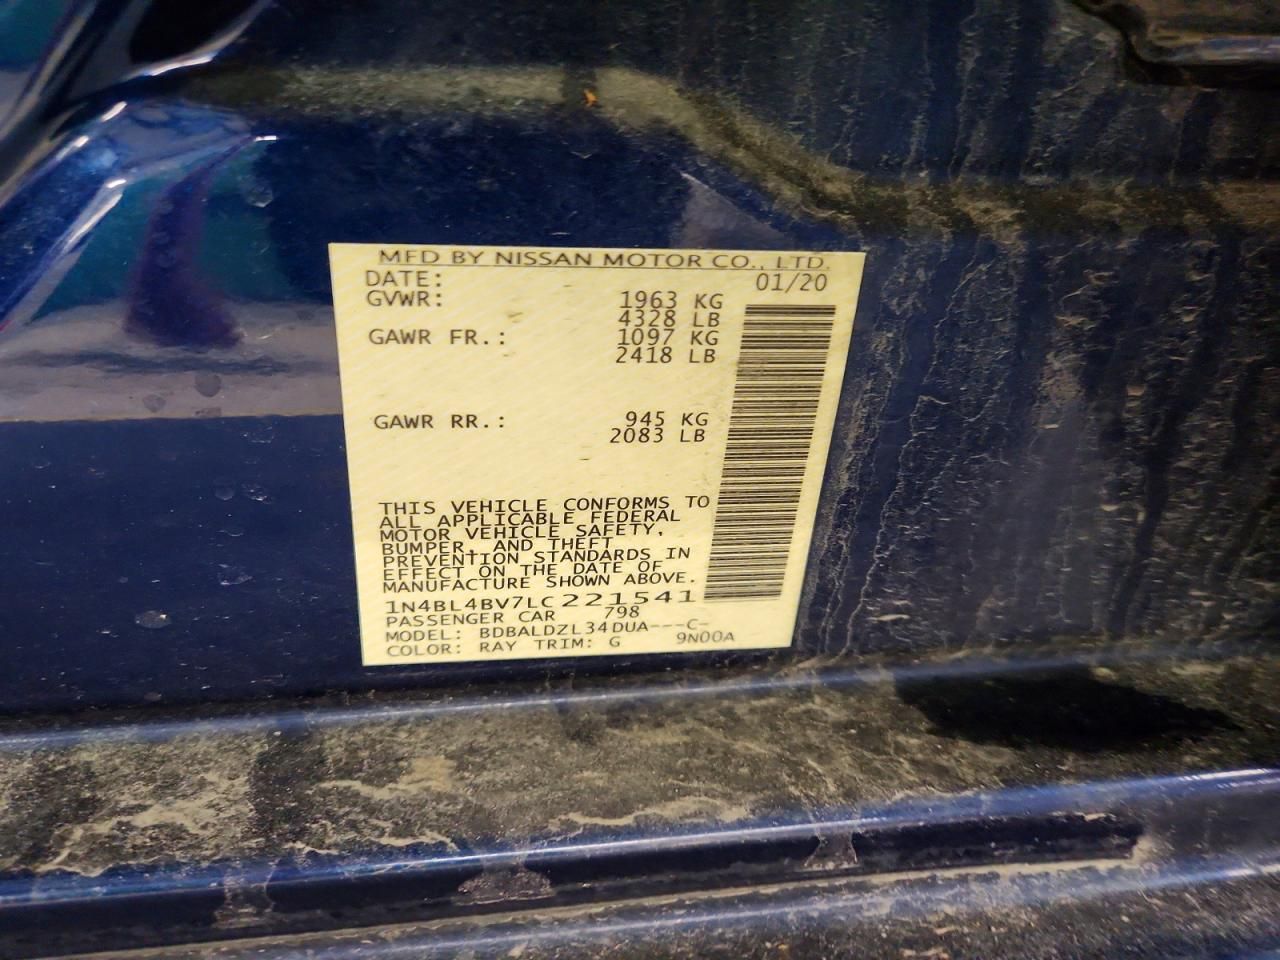 MFD BY NISSAN MOTOR CO., LTD.
DATE: 01/20
GVWR: 1963 KG
4328 LB
GAWR FR.: 1097 KG
2418 LB
GAWR RR.: 945 KG
2083 LB
THIS VEHICLE CONFORMS TO
ALL APPLICABLE FEDERAL
MOTOR VEHICLE SAFETY,
BUMPER, AND THEFT
PREVENTION STANDARDS IN
EFFECT ON THE DATE OF
MANUFACTURE SHOWN ABOVE.
1N4BL4BV7LC221541
PASSENGER CAR 798
MODEL: BDBALDZL34DUA---C-
COLOR: RAY TRIM: G 9N00A